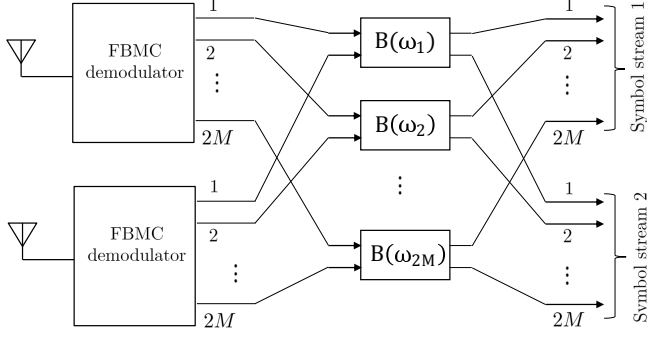 FBMC
demodulator
1
2
⋮
2M
FBMC
demodulator
1
2
⋮
2M
B(ω₁)
B(ω₂)
⋮
B(ω₂M)
1
2
⋮
2M
Symbol stream 1
1
2
⋮
2M
Symbol stream 2